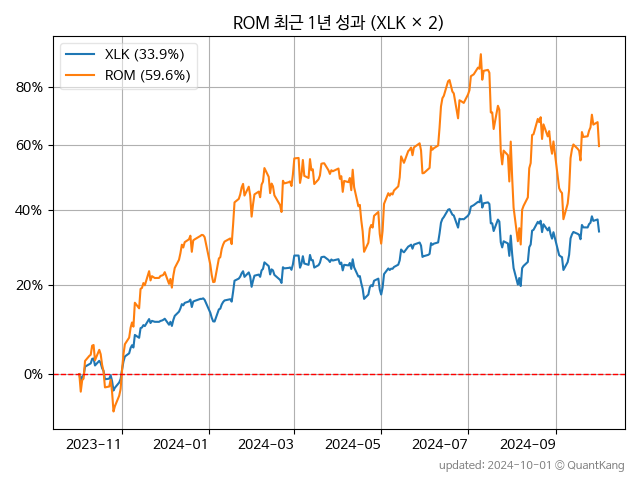 ROM 최근 1년 성과 (XLK × 2)
XLK (33.9%)
ROM (59.6%)
80%
60%
40%
20%
0%
2023-11
2024-01
2024-03
2024-05
2024-07
2024-09
updated: 2024-10-01 © QuantKang